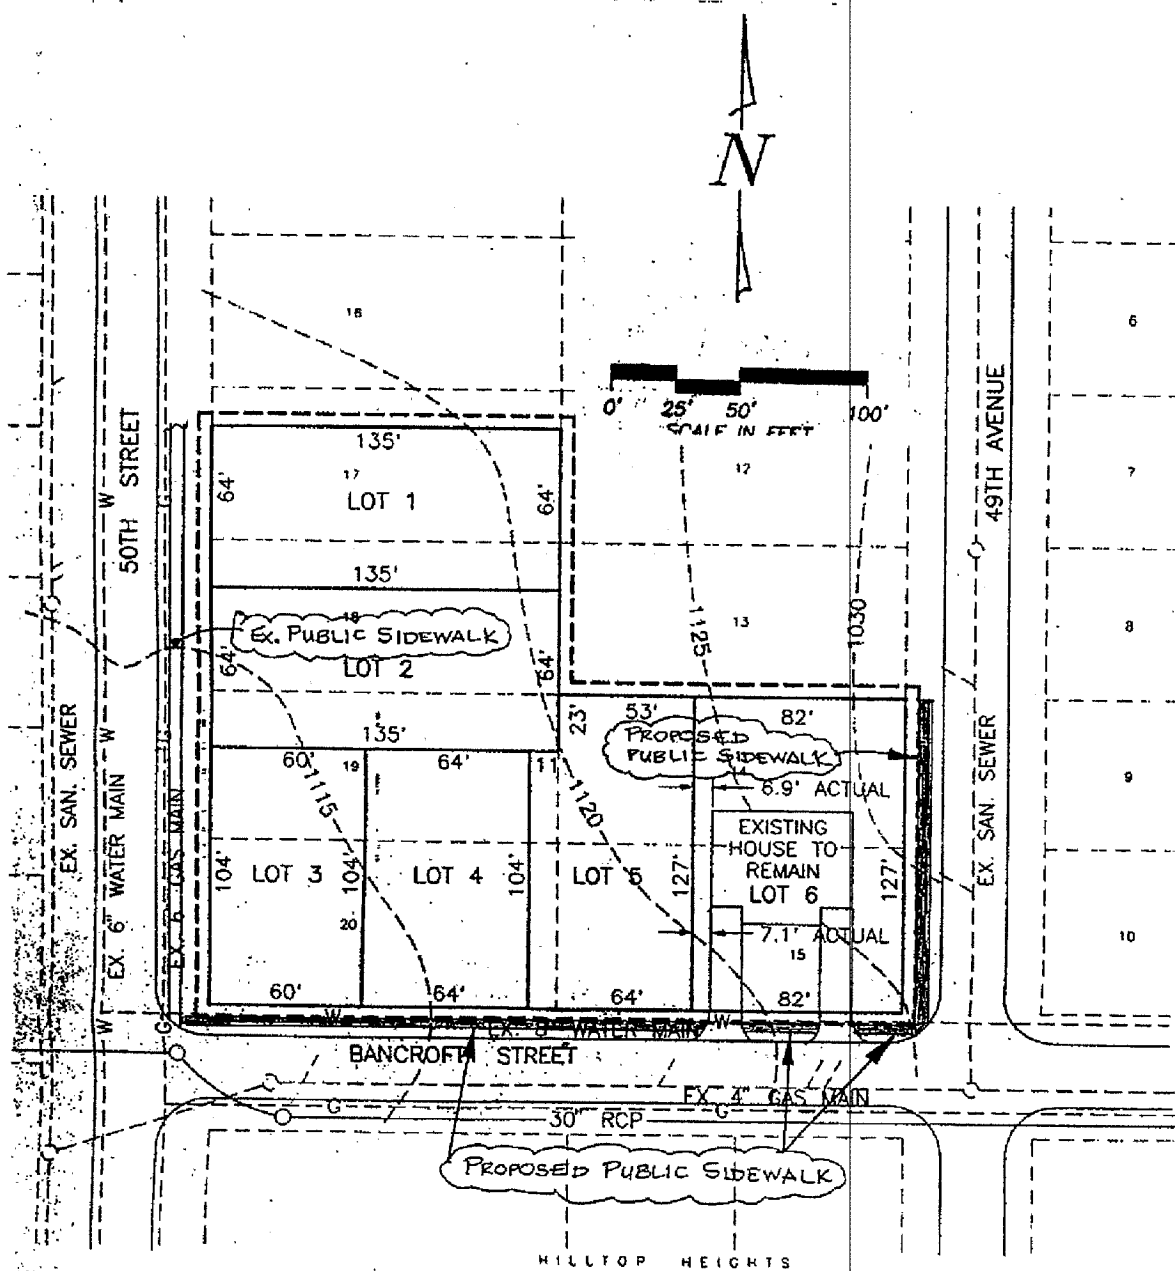 N
16
6
0' 25' 50' 100'
SCALE IN FEET
50TH STREET
49TH AVENUE
135'
17
LOT 1
64'
64'
12
7
W
G
135'
18
EX. PUBLIC SIDEWALK
LOT 2
64'
64'
1125
13
1030
8
135'
23'
53'
82'
PROPOSED
PUBLIC SIDEWALK
W
G
EX. SAN. SEWER
EX. 6" WATER MAIN
EX. 6" GAS MAIN
60'
19
64'
11
1115
1120
6.9' ACTUAL
EX. SAN. SEWER
9
EXISTING
HOUSE TO
REMAIN
LOT 6
104'
LOT 3
104'
LOT 4
104'
LOT 5
127'
127'
20
7.1' ACTUAL
15
10
60'
64'
64'
82'
W
G
W
EX. 8" WATER MAIN
W
BANCROFT STREET
EX. 4" GAS MAIN
G
G
30" RCP
PROPOSED PUBLIC SIDEWALK
HILLTOP HEIGHTS